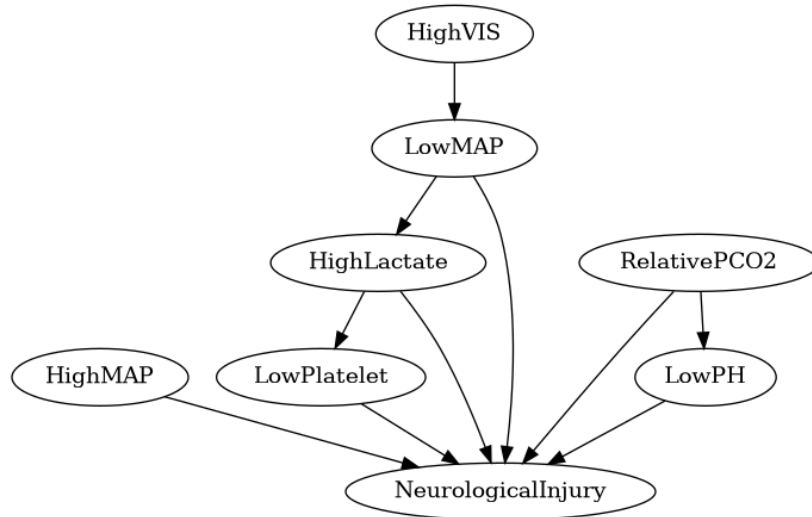 HighVIS
LowMAP
HighLactate
RelativePCO2
HighMAP
LowPlatelet
LowPH
NeurologicalInjury